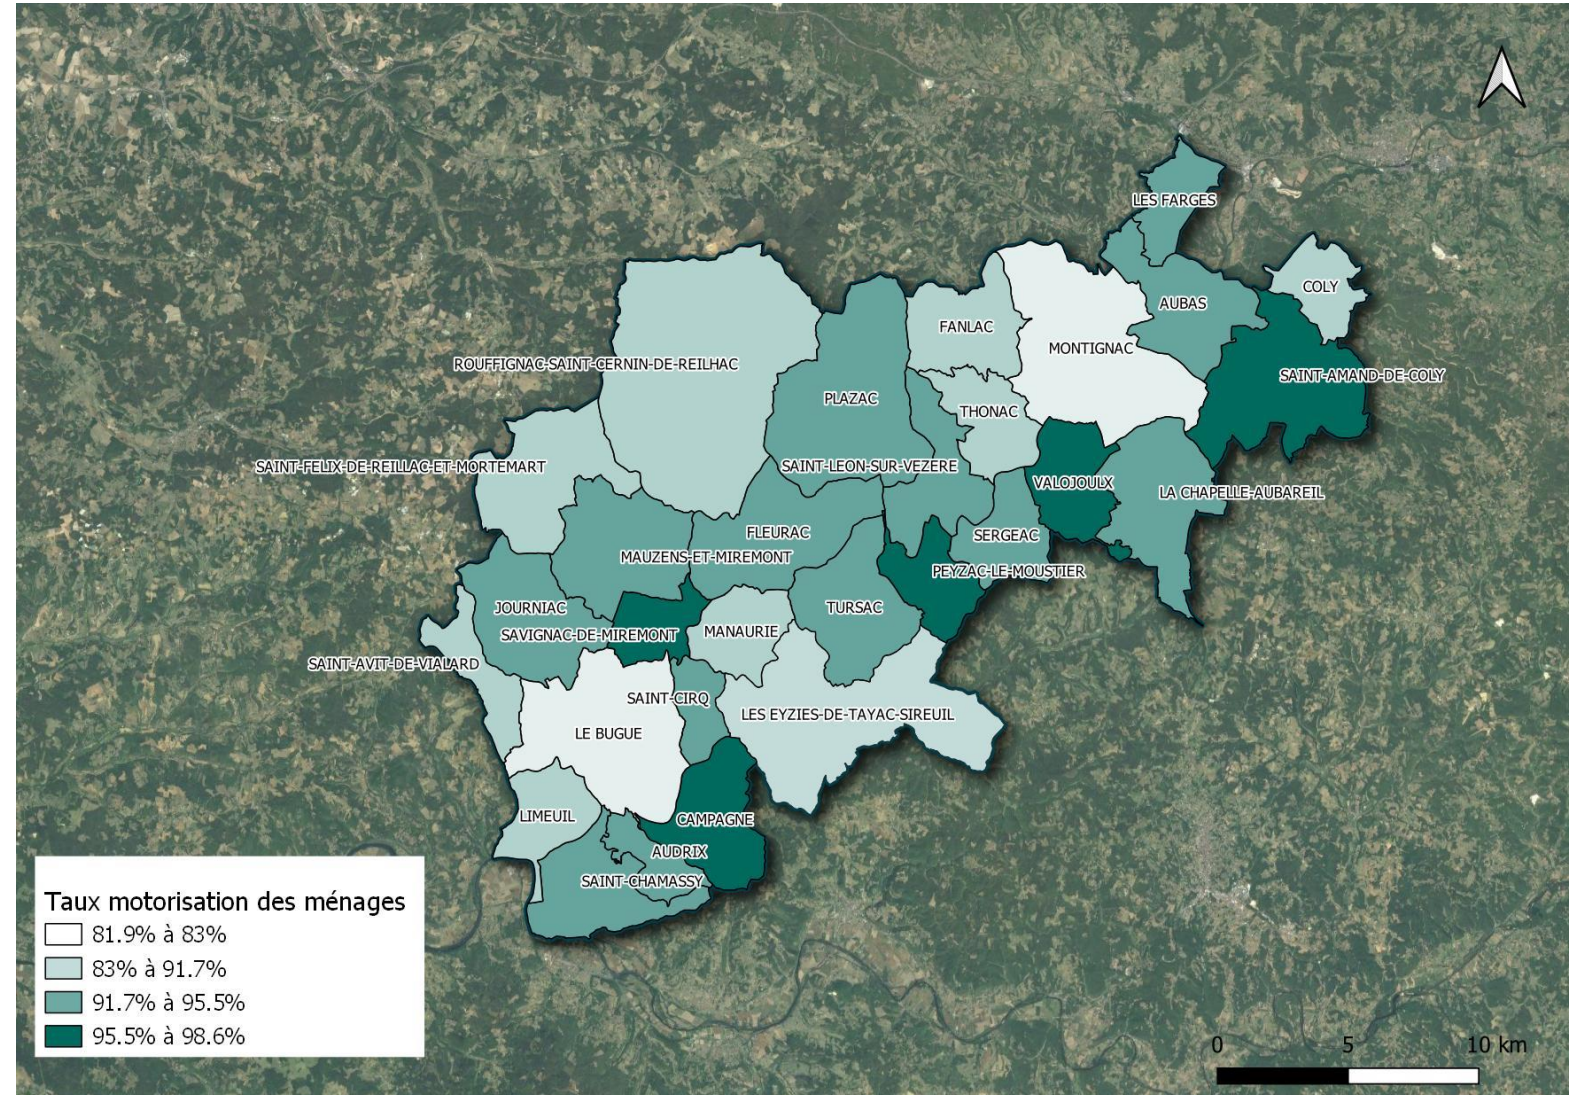 LES FARGES
COLY
AUBAS
FANLAC
MONTIGNAC
ROUFFIGNAC-SAINT-CERNIN-DE-REILHAC
SAINT-AMAND-DE-COLY
PLAZAC
THONAC
SAINT-FELIX-DE-REILLAC-ET-MORTEMART
SAINT-LEON-SUR-VEZERE
VALOJOULX
LA CHAPELLE-AUBAREIL
FLEURAC
SERGEAC
MAUZENS-ET-MIREMONT
PEYZAC-LE-MOUSTIER
JOURNIAC
TURSAC
SAVIGNAC-DE-MIREMONT
MANAURIE
SAINT-AVIT-DE-VIALARD
SAINT-CIRQ
LES EYZIES-DE-TAYAC-SIREUIL
LE BUGUE
LIMEUIL
CAMPAGNE
AUDRIX
SAINT-CHAMASSY
Taux motorisation des ménages
81.9% à 83%
83% à 91.7%
91.7% à 95.5%
95.5% à 98.6%
0 5 10 km